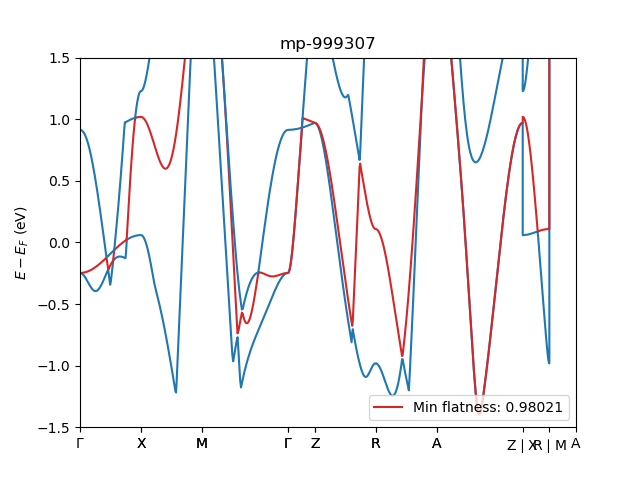 mp-999307
E − E_F (eV)
1.5
1.0
0.5
0.0
−0.5
−1.0
−1.5
Min flatness: 0.98021
Γ X M Γ Z R A Z | X R | M A